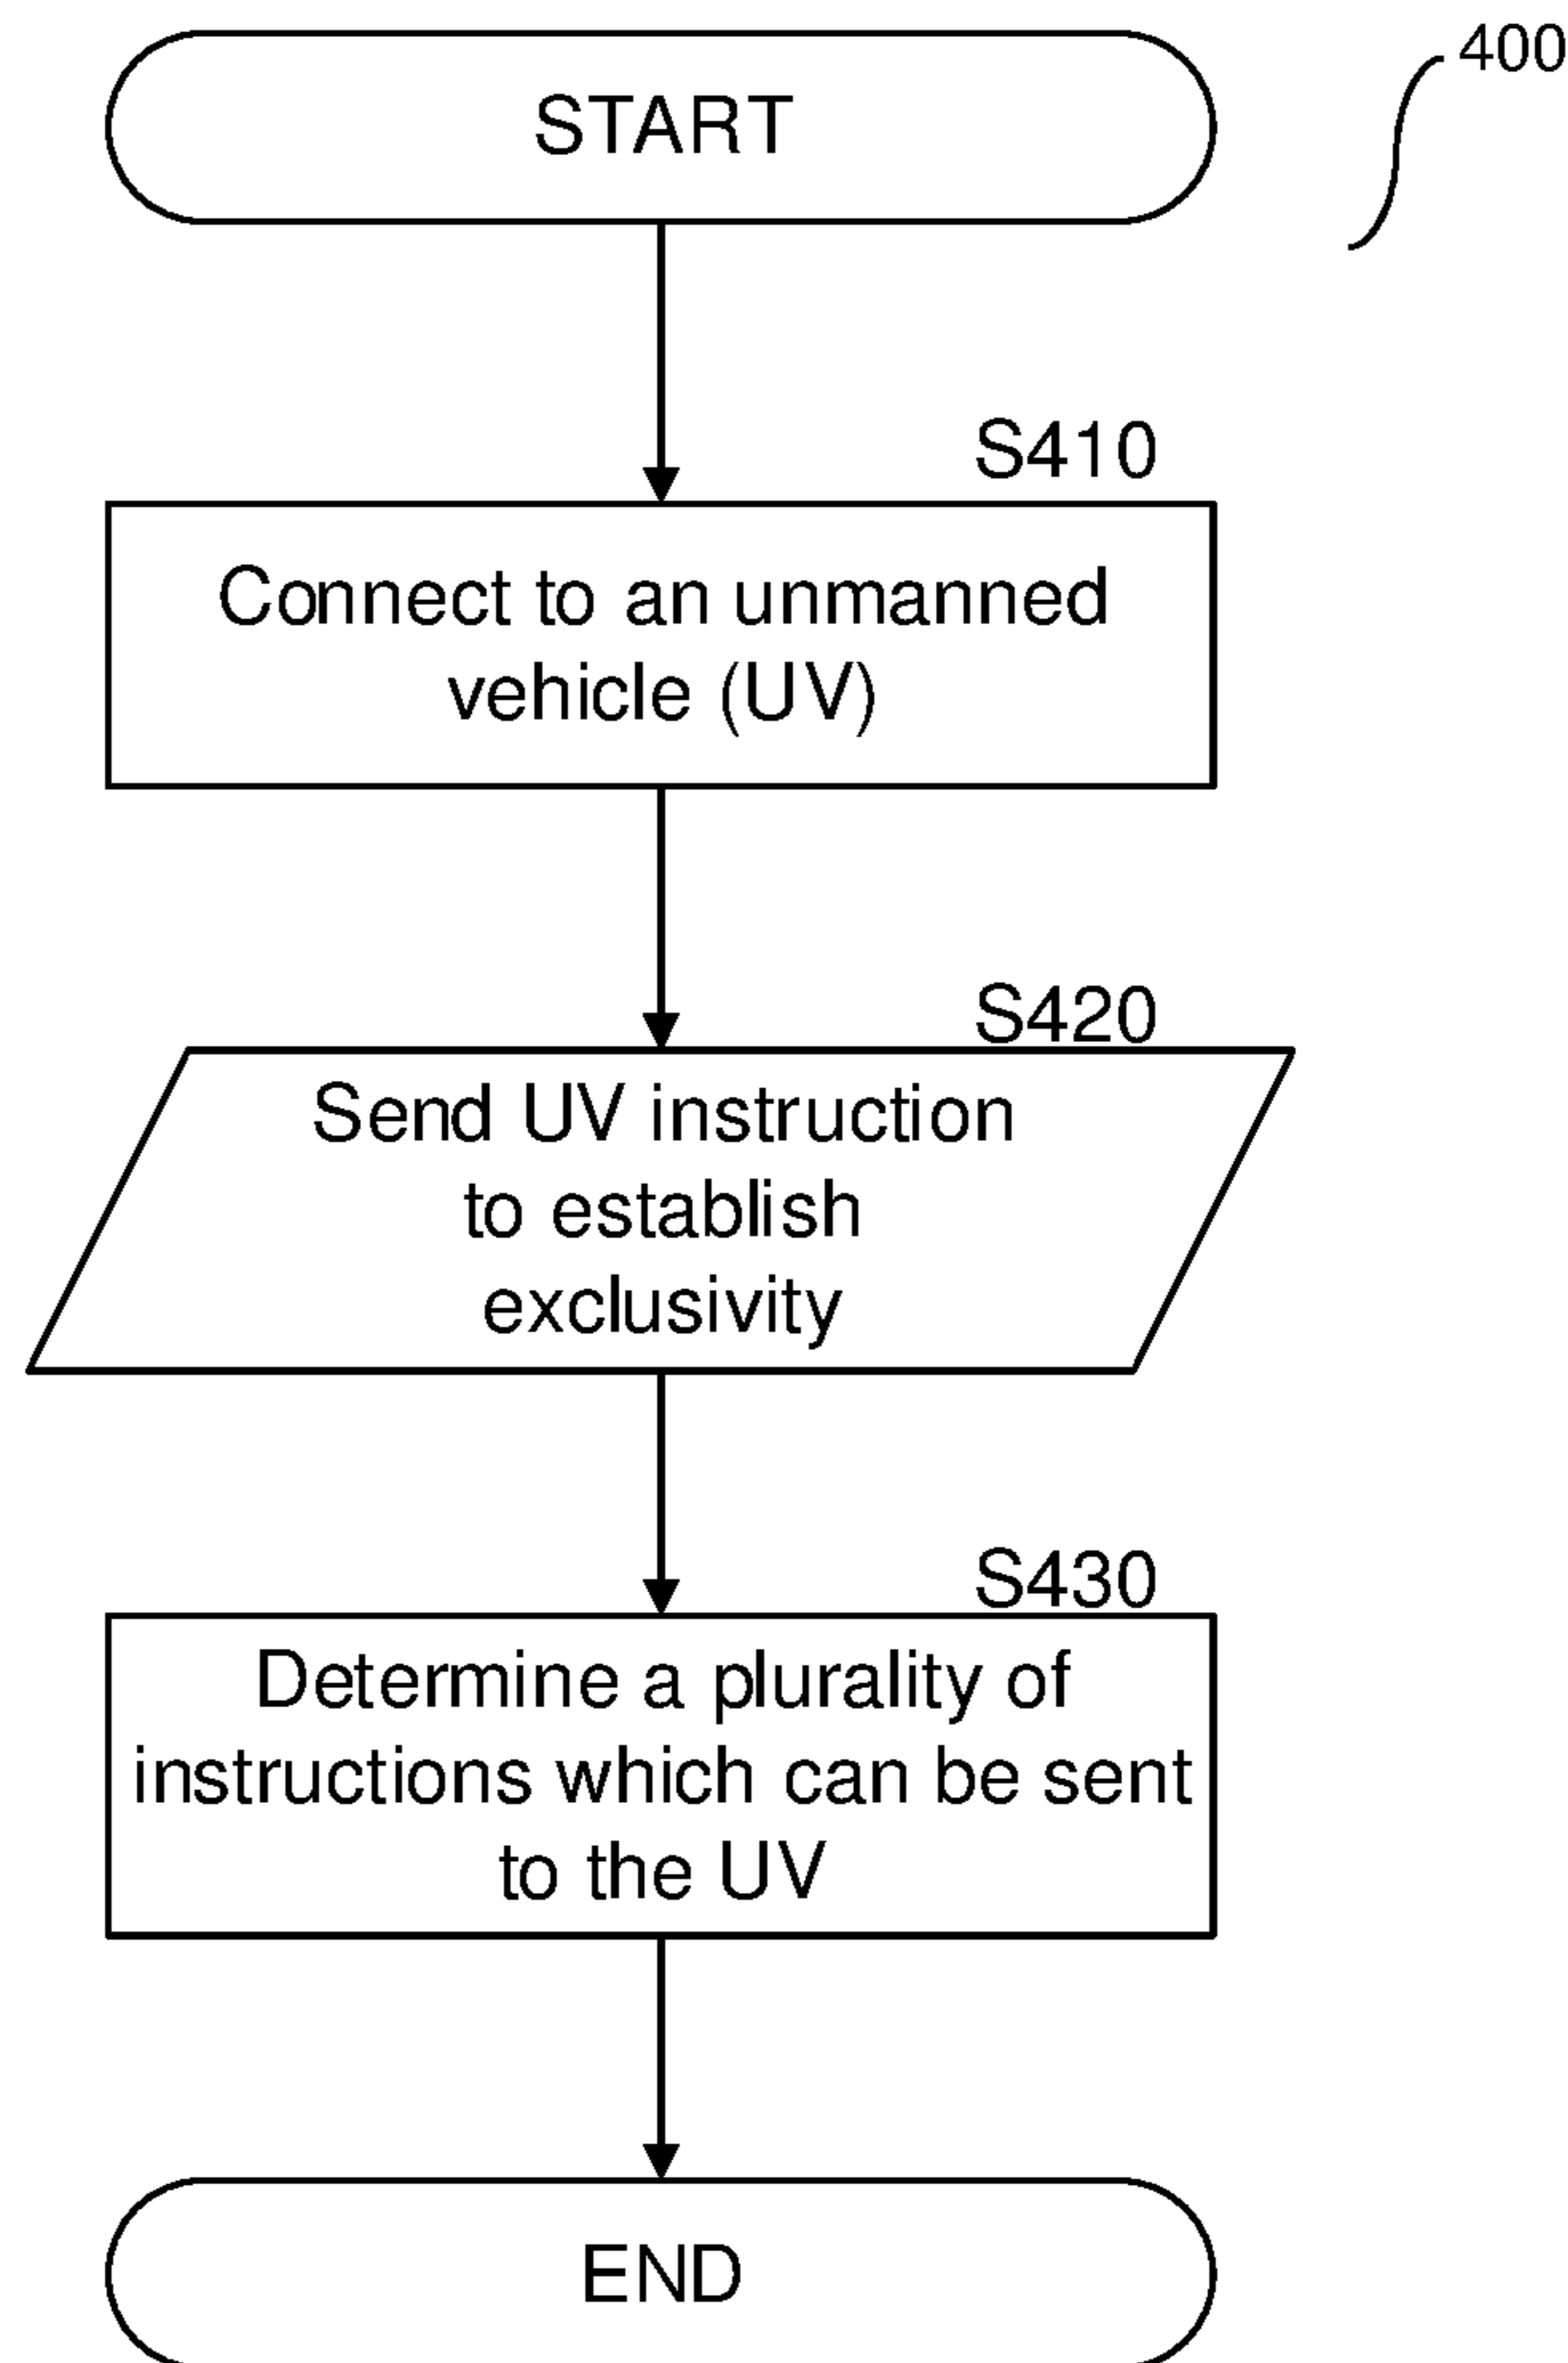 START
400
S410
Connect to an unmanned
vehicle (UV)
S420
Send UV instruction
to establish
exclusivity
S430
Determine a plurality of
instructions which can be sent
to the UV
END